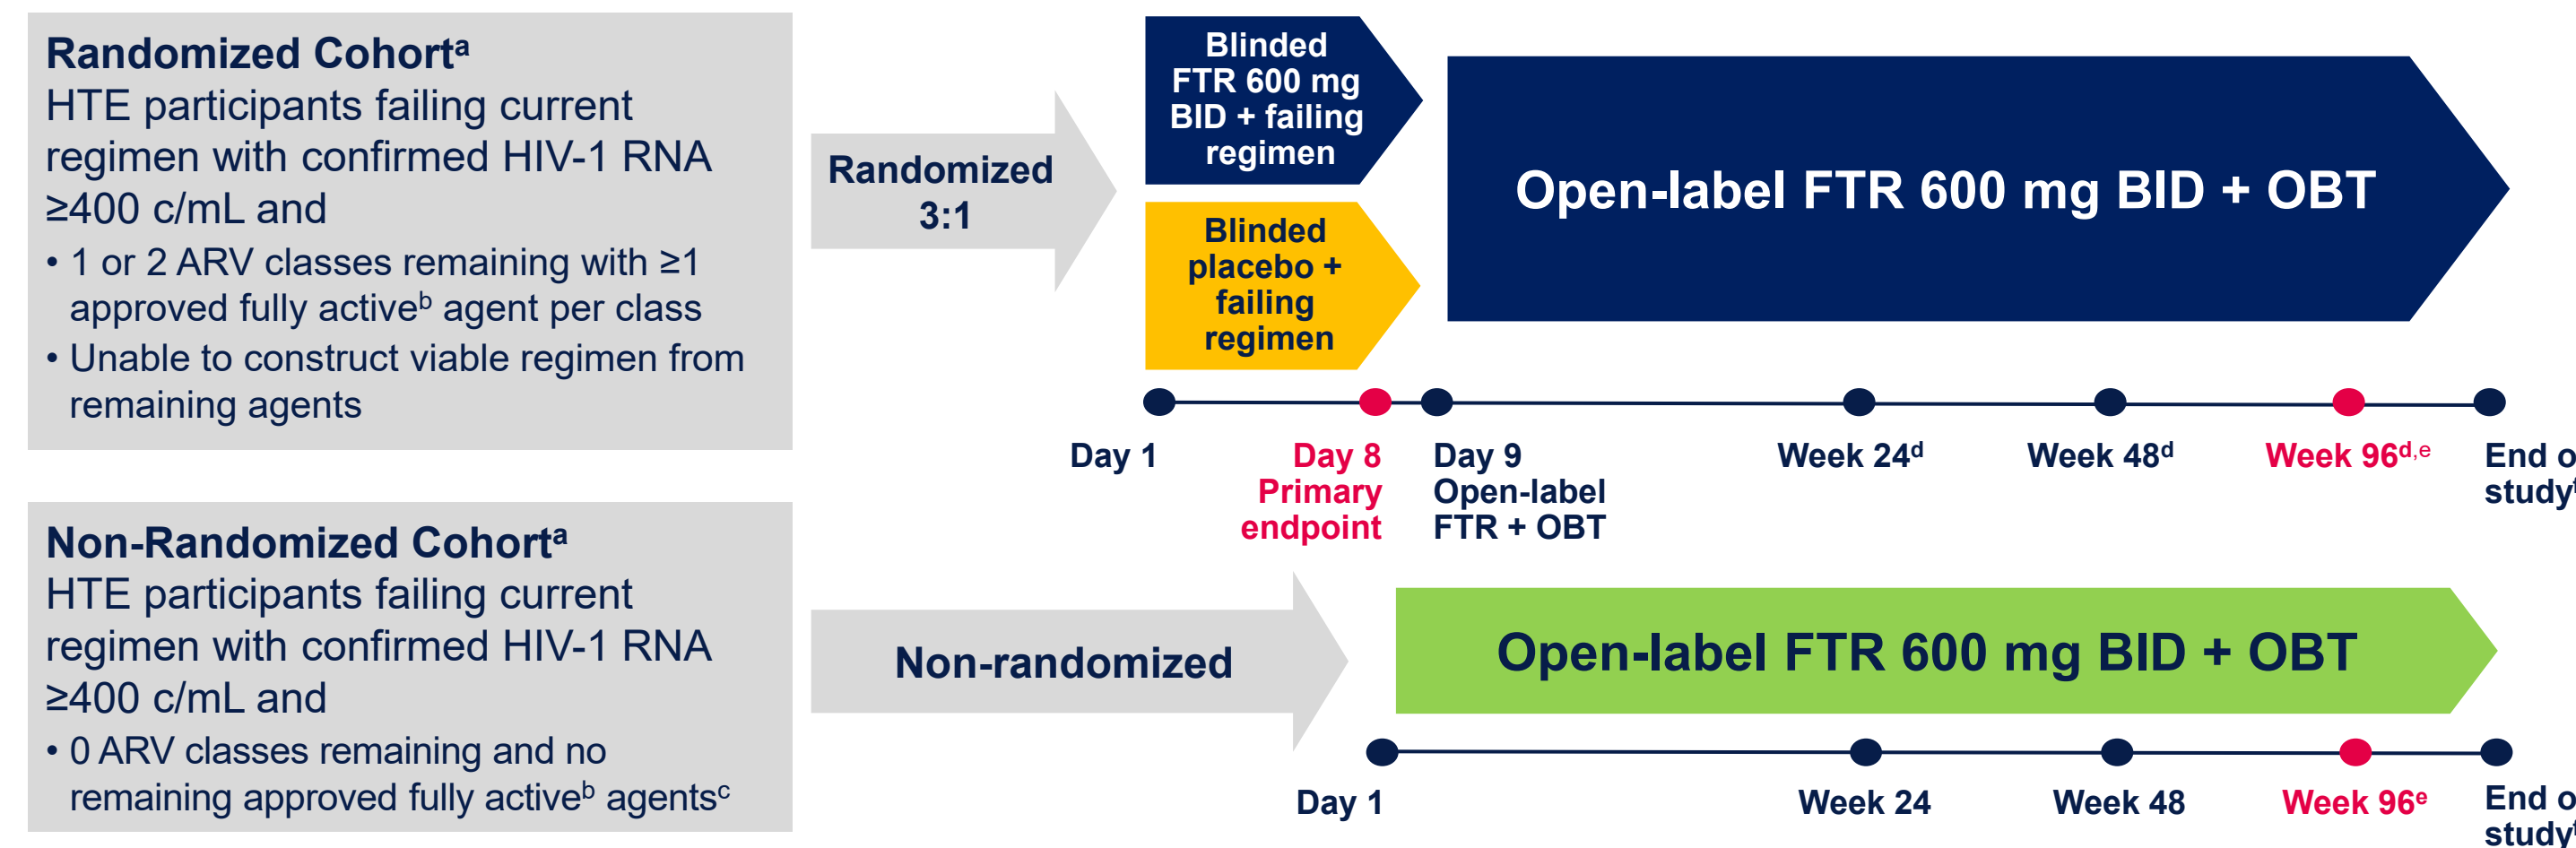 Randomized Cohortᵃ
HTE participants failing current
regimen with confirmed HIV-1 RNA
≥400 c/mL and
• 1 or 2 ARV classes remaining with ≥1
approved fully activeᵇ agent per class
• Unable to construct viable regimen from
remaining agents
Randomized
3:1
Blinded
FTR 600 mg
BID + failing
regimen
Blinded
placebo +
failing
regimen
Open-label FTR 600 mg BID + OBT
Day 1
Day 8
Primary
endpoint
Day 9
Open-label
FTR + OBT
Week 24ᵈ
Week 48ᵈ
Week 96ᵈ,ᵉ
End o
study
Non-Randomized Cohortᵃ
HTE participants failing current
regimen with confirmed HIV-1 RNA
≥400 c/mL and
• 0 ARV classes remaining and no
remaining approved fully activeᵇ agentsᶜ
Non-randomized
Open-label FTR 600 mg BID + OBT
Day 1
Week 24
Week 48
Week 96ᵉ
End o
study